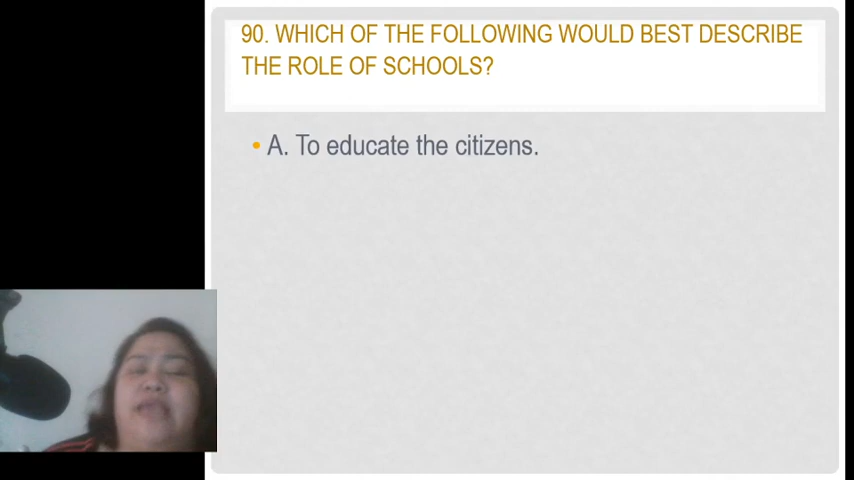 90. WHICH OF THE FOLLOWING WOULD BEST DESCRIBE
THE ROLE OF SCHOOLS?
• A. To educate the citizens.